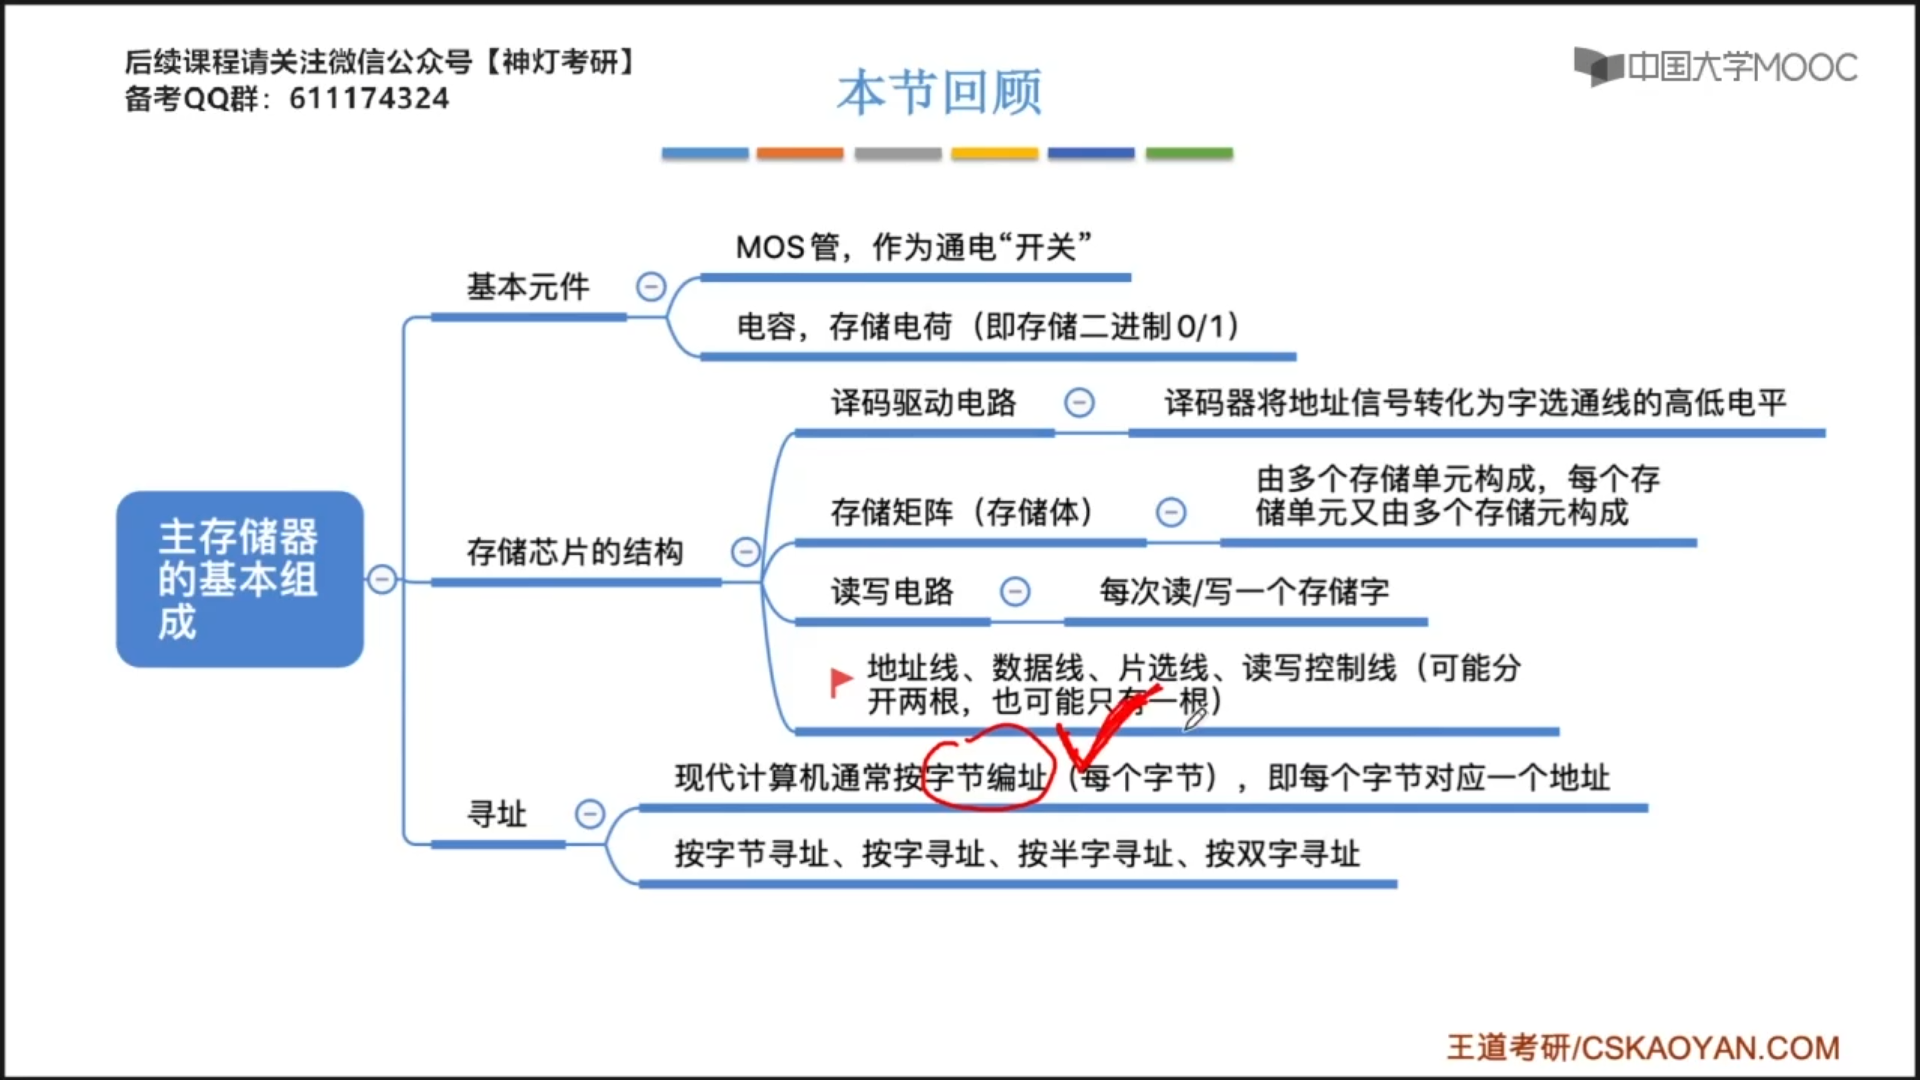 后续课程请关注微信公众号【神灯考研】
备考QQ群：611174324
本节回顾
中国大学MOOC
主存储器
的基本组
成
基本元件
MOS管，作为通电“开关”
电容，存储电荷（即存储二进制0/1）
存储芯片的结构
译码驱动电路
译码器将地址信号转化为字选通线的高低电平
存储矩阵（存储体）
由多个存储单元构成，每个存
储单元又由多个存储元构成
读写电路
每次读/写一个存储字
地址线、数据线、片选线、读写控制线（可能分
开两根，也可能只有一根）
寻址
现代计算机通常按字节编址（每个字节），即每个字节对应一个地址
按字节寻址、按字寻址、按半字寻址、按双字寻址
王道考研/CSKAOYAN.COM